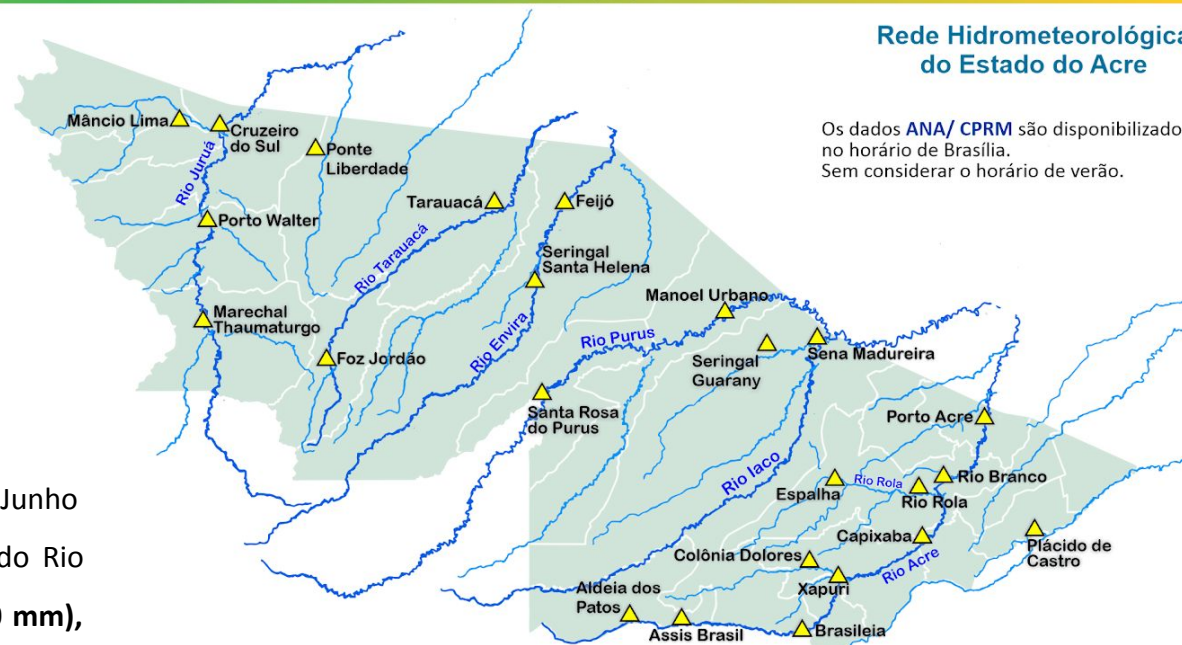 Rede Hidrometeorológica
do Estado do Acre
Os dados ANA/ CPRM são disponibilizado
no horário de Brasília.
Sem considerar o horário de verão.
Mâncio Lima
Cruzeiro
do Sul
Ponte
Liberdade
Rio Juruá
Porto Walter
Tarauacá
Feijó
Rio Tarauacá
Seringal
Santa Helena
Marechal
Thaumaturgo
Foz Jordão
Rio Envira
Manoel Urbano
Rio Purus
Seringal
Guarany
Sena Madureira
Santa Rosa
do Purus
Porto Acre
Rio Iaco
Espalha
Rio Rola
Rio Rola
Rio Branco
Capixaba
Plácido de
Castro
Colônia Dolores
Rio Acre
Xapuri
Aldeia dos
Patos
Assis Brasil
Brasileia
Junho
do Rio
mm),